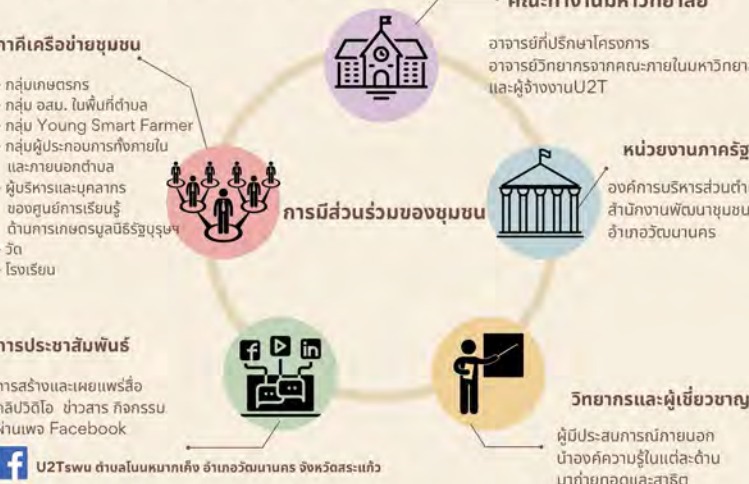 คณะทำงานมหาวิทยาลัย
อาจารย์ที่ปรึกษาโครงการ
อาจารย์วิทยากรจากคณะภายในมหาวิทยา
และผู้จ้างงานU2T
ภาคีเครือข่ายชุมชน
กลุ่มเกษตรกร
กลุ่ม อสม. ในพื้นที่ตำบล
กลุ่ม Young Smart Farmer
กลุ่มผู้ประกอบการทั้งภายใน
และภายนอกตำบล
ผู้บริหารและบุคลากร
ของศูนย์การเรียนรู้
ด้านการเกษตรมูลนิธิรัฐบุรุษฯ
วัด
โรงเรียน
การมีส่วนร่วมของชุมชน
หน่วยงานภาครัฐ
องค์การบริหารส่วนตำ
สำนักงานพัฒนาชุมชน
อำเภอวัฒนานคร
การประชาสัมพันธ์
การสร้างและเผยแพร่สื่อ
คลิปวิดีโอ ข่าวสาร กิจกรรม
ผ่านเพจ Facebook
U2Tswu ตำบลโนนหมากเค็ง อำเภอวัฒนานคร จังหวัดสระแก้ว
วิทยากรและผู้เชี่ยวชาญ
ผู้มีประสบการณ์ภายนอก
นำองค์ความรู้ในแต่ละด้าน
มาถ่ายทอดและสาธิต